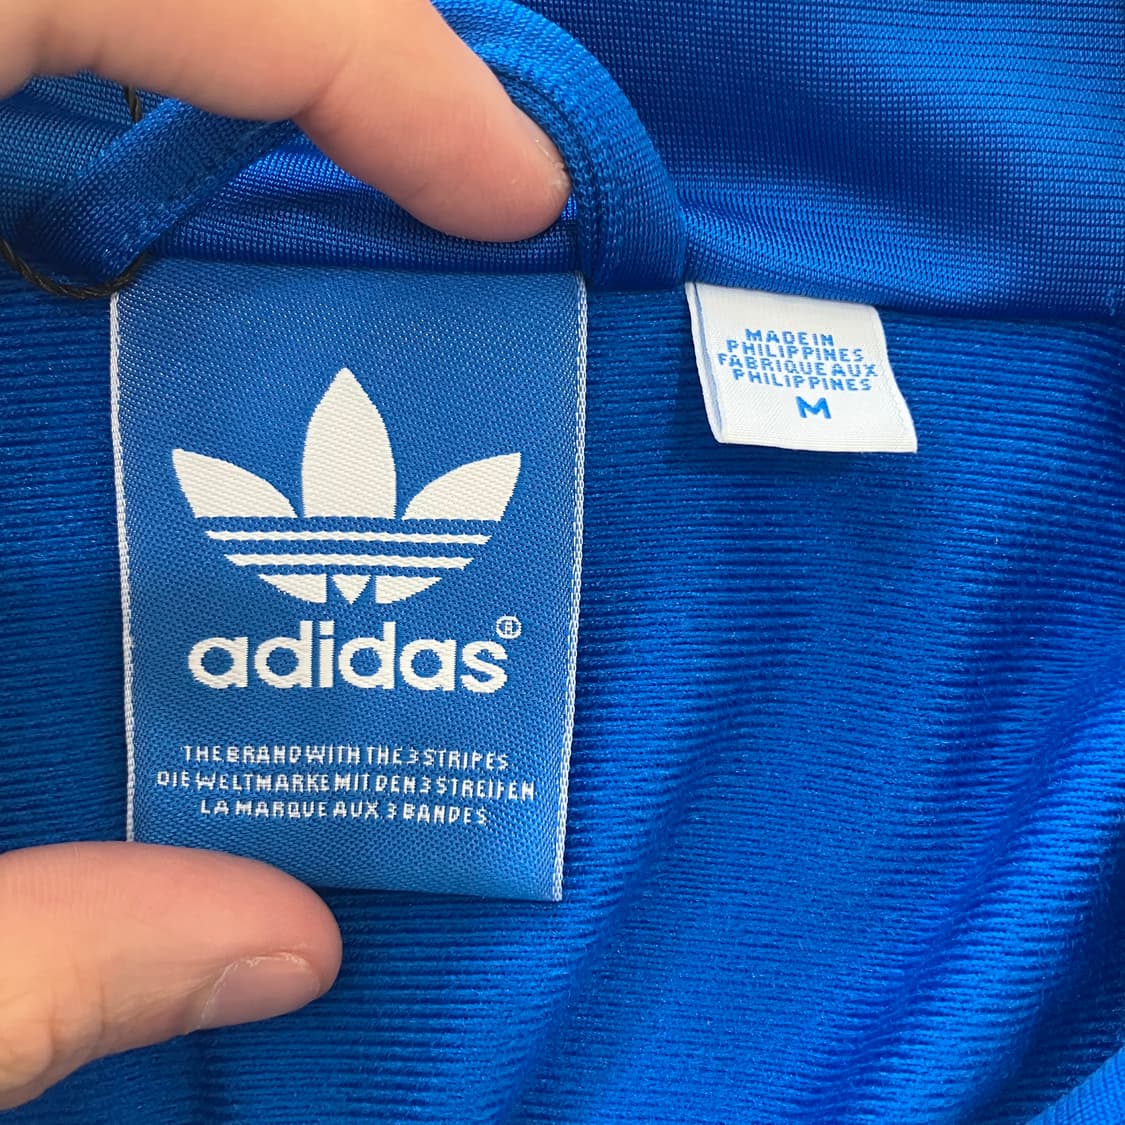 adidas®
THE BRAND WITH THE 3 STRIPES
DIE WELTMARKE MIT DEN 3 STREIFEN
LA MARQUE AUX 3 BANDES
MADE IN
PHILIPPINES
FABRIQUE AUX
PHILIPPINES
M